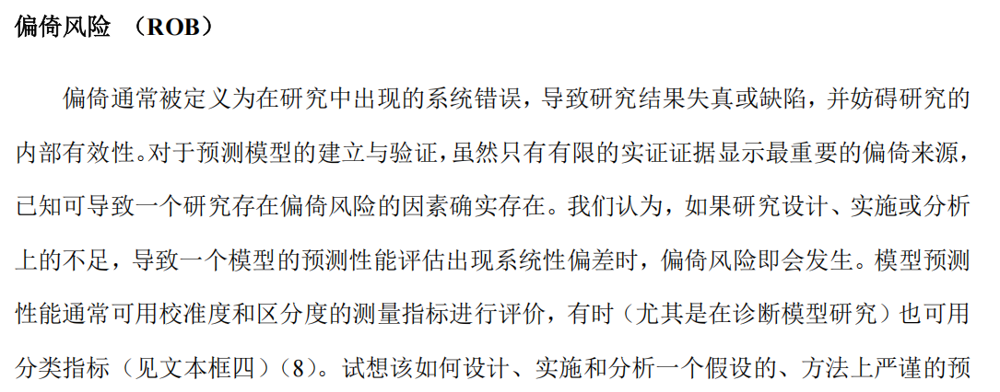 偏倚风险 （ROB）
偏倚通常被定义为在研究中出现的系统错误，导致研究结果失真或缺陷，并妨碍研究的
内部有效性。对于预测模型的建立与验证，虽然只有有限的实证证据显示最重要的偏倚来源，
已知可导致一个研究存在偏倚风险的因素确实存在。我们认为，如果研究设计、实施或分析
上的不足，导致一个模型的预测性能评估出现系统性偏差时，偏倚风险即会发生。模型预测
性能通常可用校准度和区分度的测量指标进行评价，有时（尤其是在诊断模型研究）也可用
分类指标（见文本框四）（8）。试想该如何设计、实施和分析一个假设的、方法上严谨的预